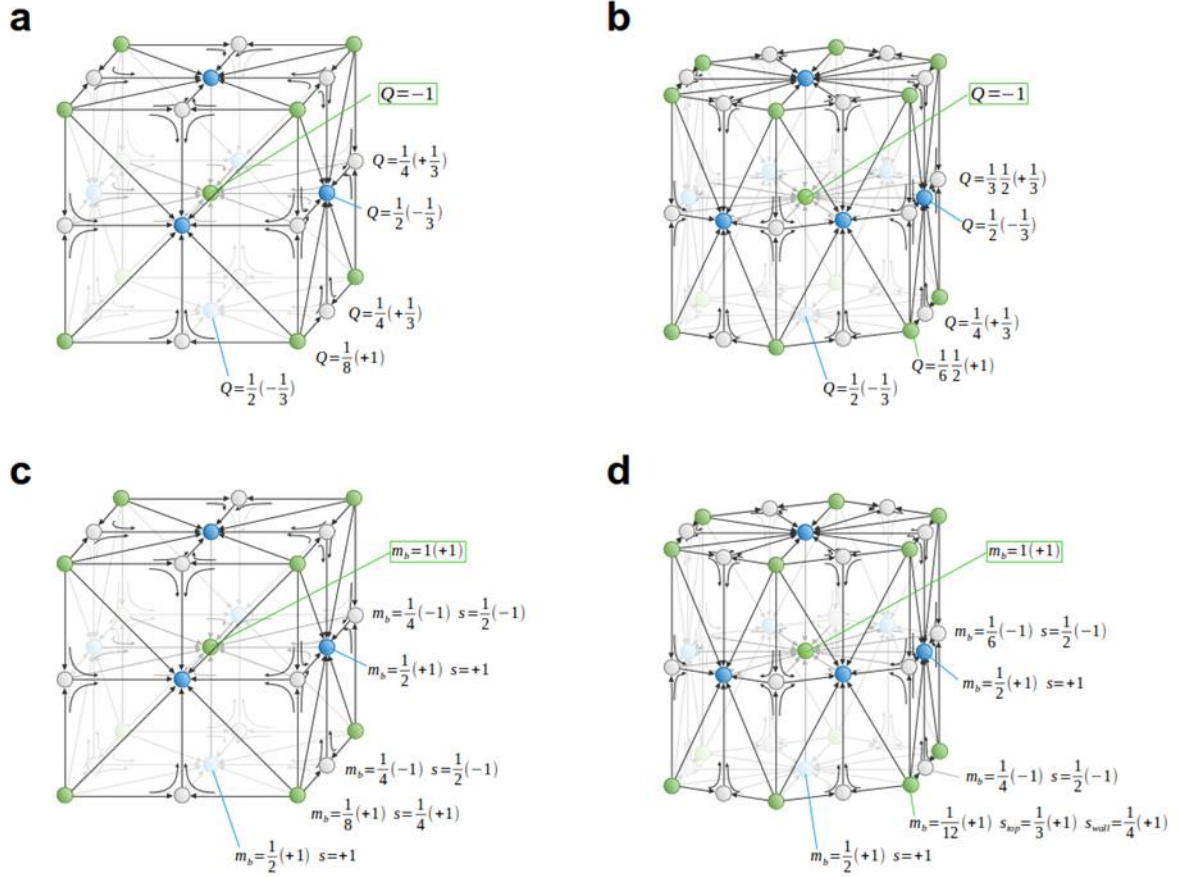 a
b
Q=−1
Q=1/4(+1/3)
Q=1/2(−1/3)
Q=1/4(+1/3)
Q=1/8(+1)
Q=1/2(−1/3)
Q=−1
Q=1/3 1/2(+1/3)
Q=1/2(−1/3)
Q=1/4(+1/3)
Q=1/6 1/2(+1)
Q=1/2(−1/3)
c
d
m_b=1(+1)
m_b=1/4(−1) s=1/2(−1)
m_b=1/2(+1) s=+1
m_b=1/4(−1) s=1/2(−1)
m_b=1/8(+1) s=1/4(+1)
m_b=1/2(+1) s=+1
m_b=1(+1)
m_b=1/6(−1) s=1/2(−1)
m_b=1/2(+1) s=+1
m_b=1/4(−1) s=1/2(−1)
m_b=1/12(+1) s_top=1/3(+1) s_wall=1/4(+1)
m_b=1/2(+1) s=+1